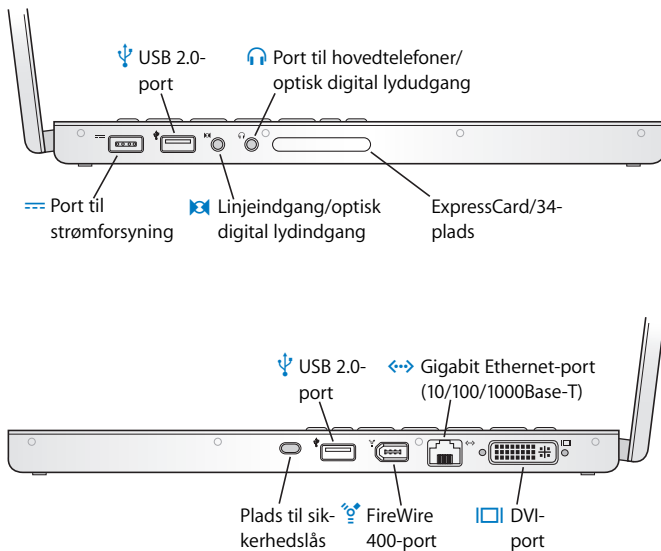 USB 2.0-
port
Port til hovedtelefoner/
optisk digital lydudgang
Port til
strømforsyning
Linjeindgang/optisk
digital lydindgang
ExpressCard/34-
plads
USB 2.0-
port
Gigabit Ethernet-port
(10/100/1000Base-T)
Plads til sik-
kerhedslås
FireWire
400-port
DVI-
port